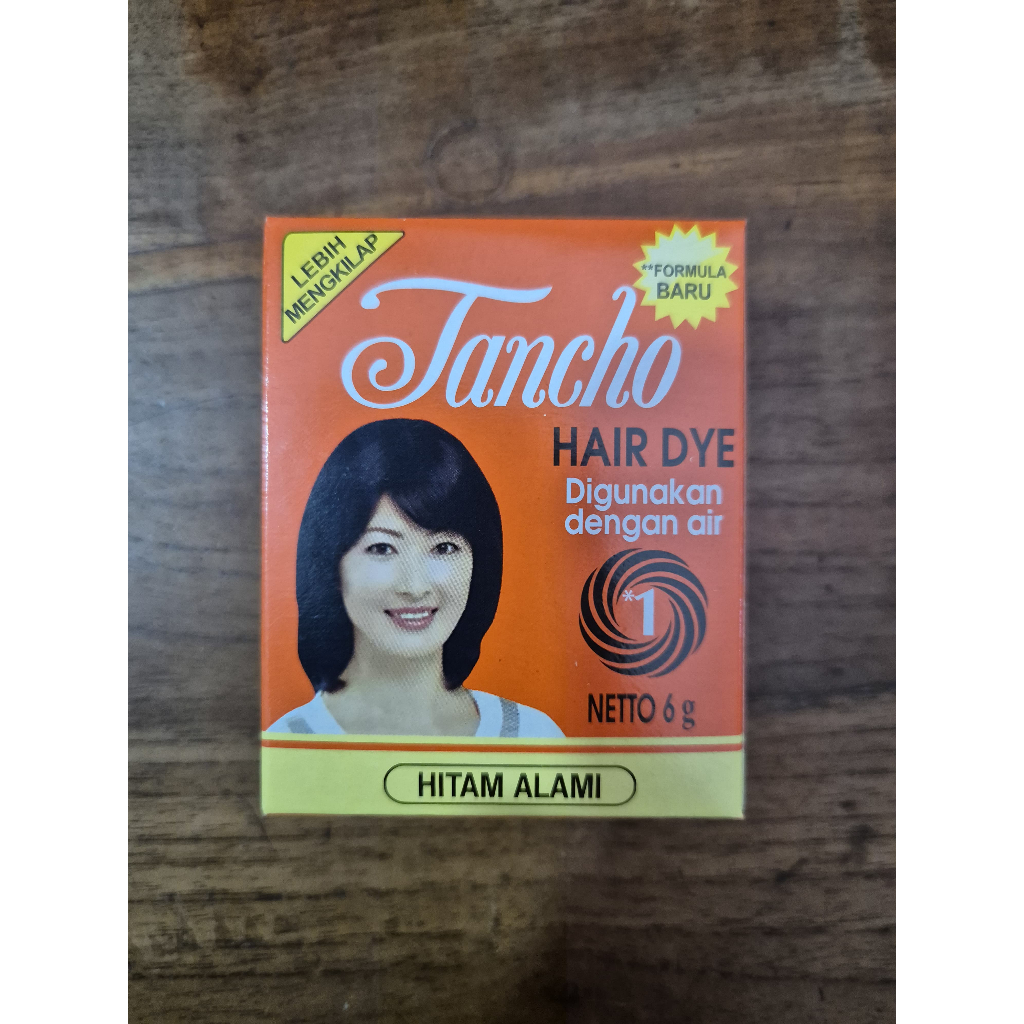 LEBIH
MENGKILAP
**FORMULA
BARU
Tancho
HAIR DYE
Digunakan
dengan air
*1
NETTO 6 g
HITAM ALAMI